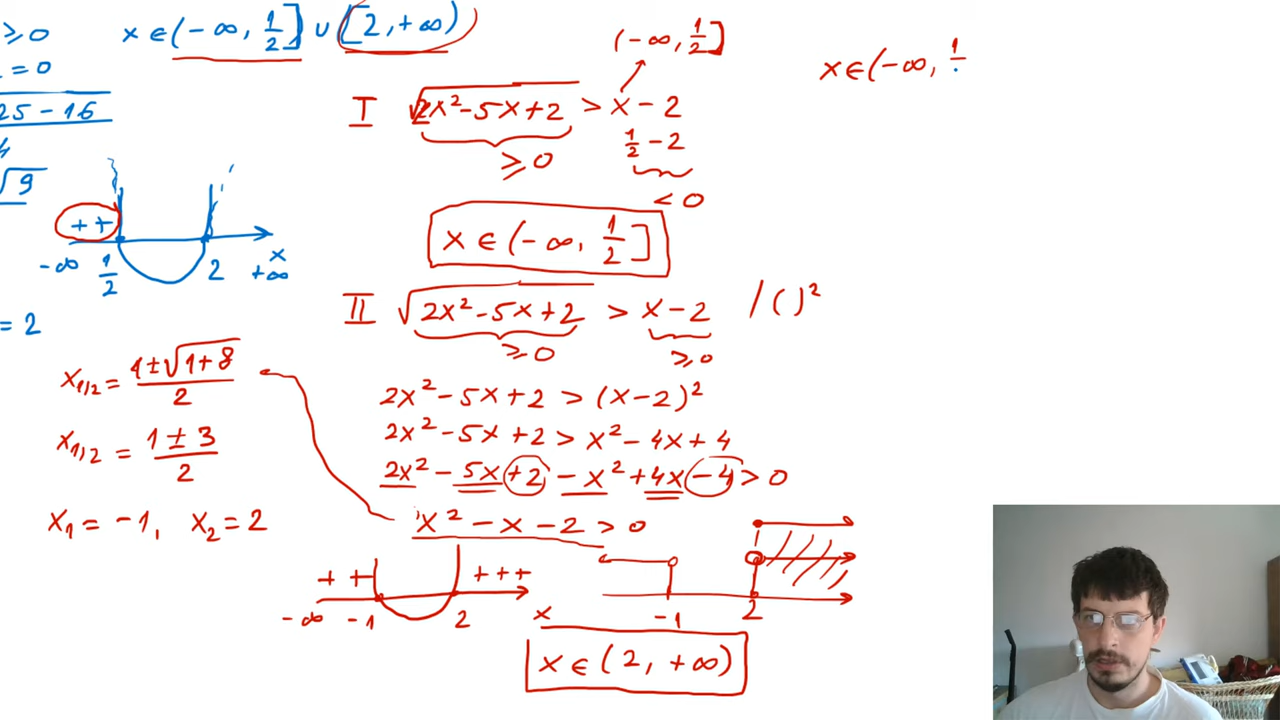 ≥ 0
x ∈ (-∞, 1/2] ∪ [2, +∞)
= 0
25 - 16
√9
+ +
-∞ 1/2 2 x +∞
= 2
(-∞, 1/2]
I √(2x² - 5x + 2) > x - 2
≥ 0
1/2 - 2
< 0
x ∈ (-∞, 1/2]
II √(2x² - 5x + 2) > x - 2 / ( )²
≥ 0 ≥ 0
2x² - 5x + 2 > (x - 2)²
2x² - 5x + 2 > x² - 4x + 4
2x² - 5x + 2 - x² + 4x - 4 > 0
x² - x - 2 > 0
x₁/₂ = (1 ± √(1 + 8)) / 2
x₁/₂ = (1 ± 3) / 2
x₁ = -1, x₂ = 2
+ + + + +
-∞ -1 2 x
-1 2
x ∈ (2, +∞)
x ∈ (-∞, 1